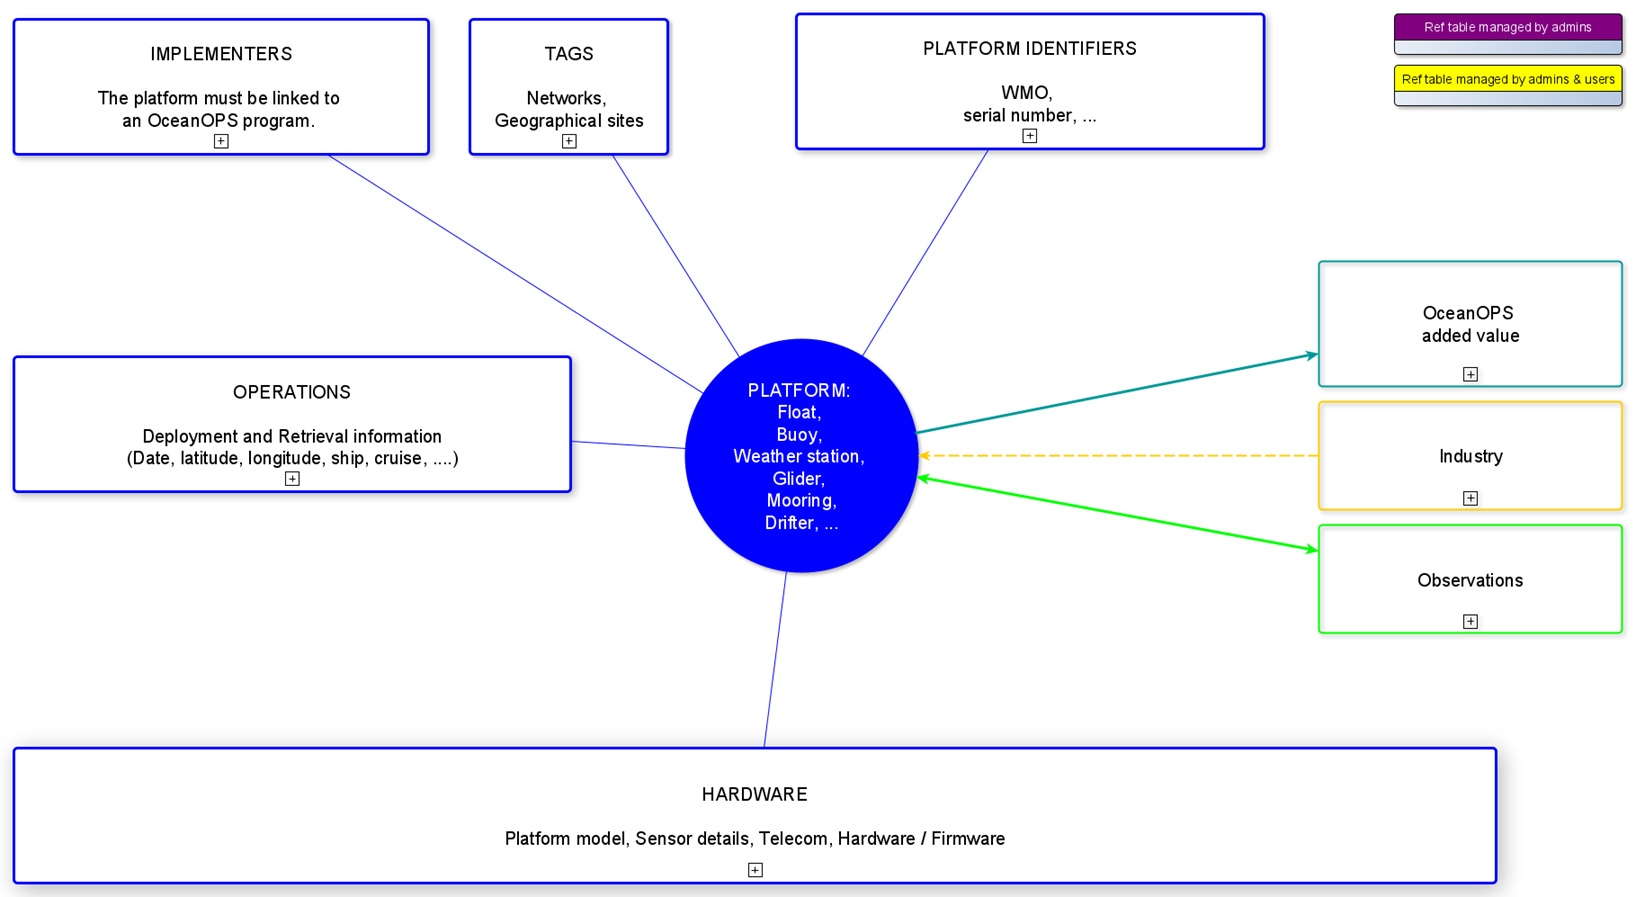 IMPLEMENTERS
The platform must be linked to
an OceanOPS program.
TAGS
Networks,
Geographical sites
PLATFORM IDENTIFIERS
WMO,
serial number, ...
Ref table managed by admins
Ref table managed by admins & users
OPERATIONS
Deployment and Retrieval information
(Date, latitude, longitude, ship, cruise, ....)
PLATFORM:
Float,
Buoy,
Weather station,
Glider,
Mooring,
Drifter, ...
OceanOPS
added value
Industry
Observations
HARDWARE
Platform model, Sensor details, Telecom, Hardware / Firmware